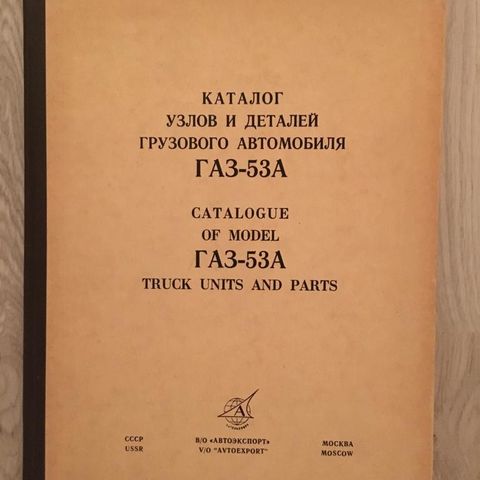 КАТАЛОГ
УЗЛОВ И ДЕТАЛЕЙ
ГРУЗОВОГО АВТОМОБИЛЯ
ГАЗ-53А
CATALOGUE
OF MODEL
ГАЗ-53А
TRUCK UNITS AND PARTS
А
СССР В/О «АВТОЭКСПОРТ» МОСКВА
USSR V/O "AVTOEXPORT" MOSCOW